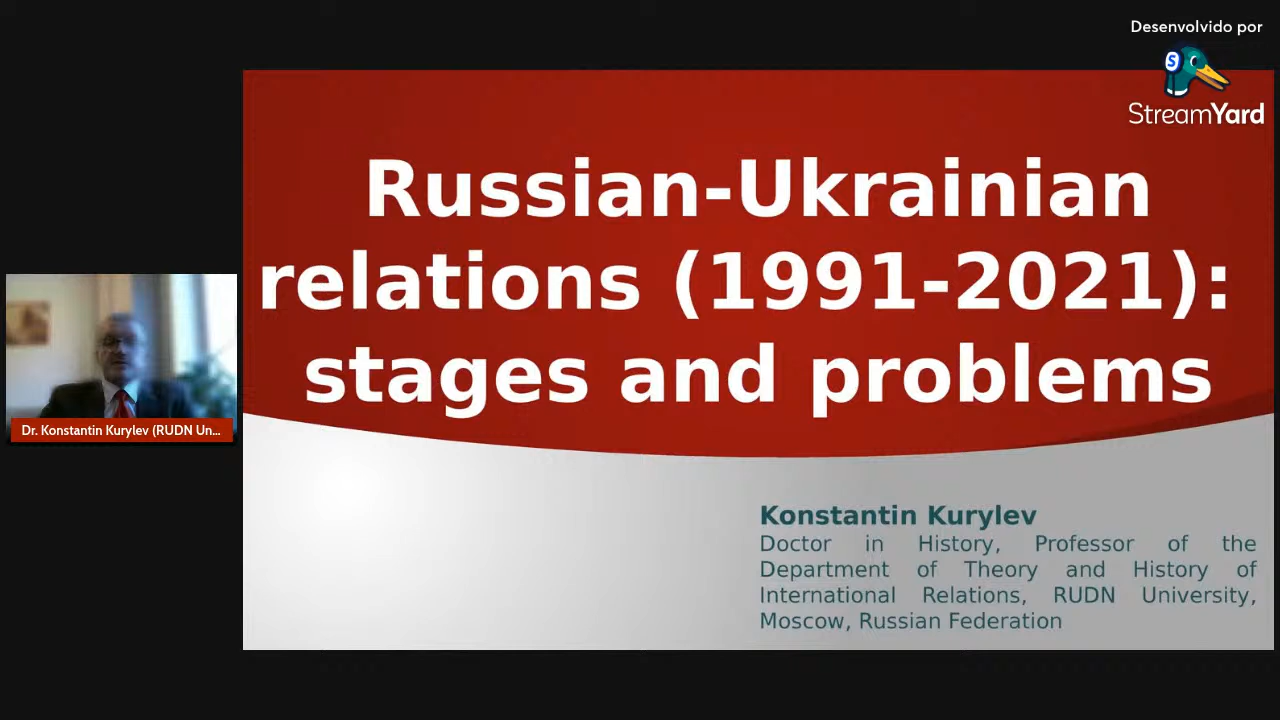 Desenvolvido por
StreamYard
Russian-Ukrainian
relations (1991-2021):
stages and problems
Dr. Konstantin Kurylev (RUDN Un...
Konstantin Kurylev
Doctor in History, Professor of the
Department of Theory and History of
International Relations, RUDN University,
Moscow, Russian Federation